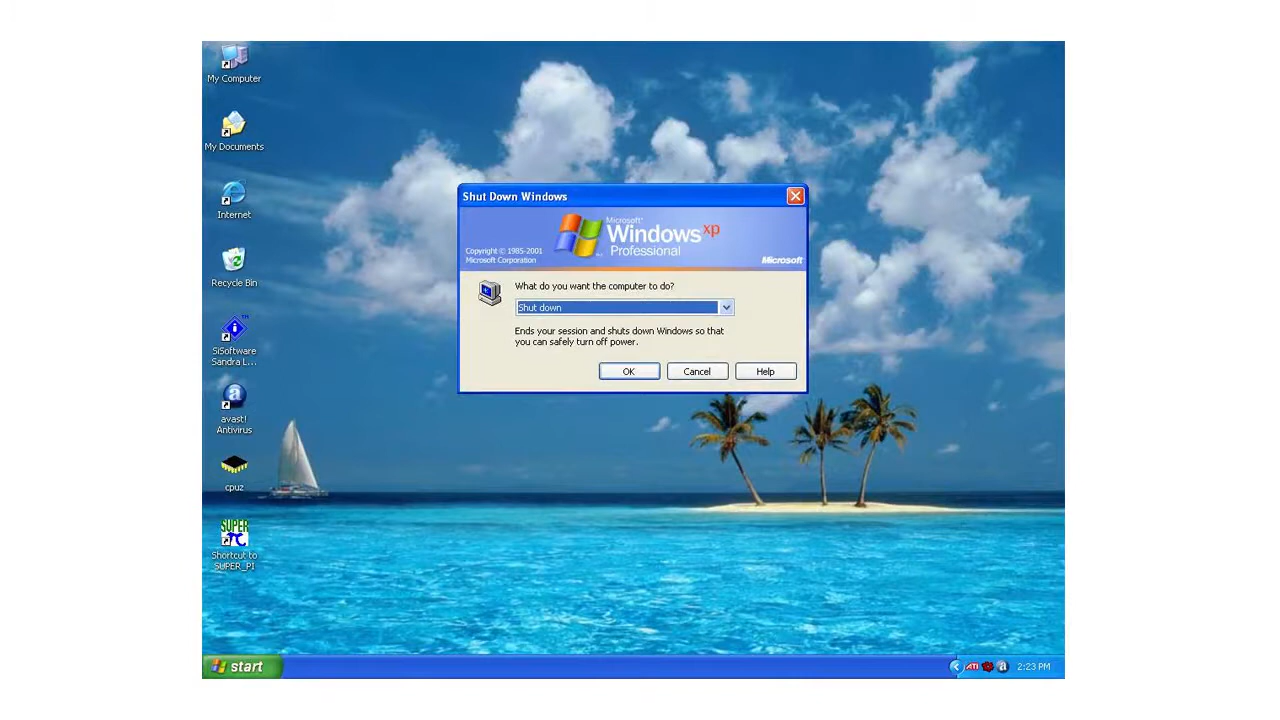 My Computer
My Documents
Internet
Recycle Bin
SiSoftware
Sandra L...
avast!
Antivirus
cpuz
SUPER
Shortcut to
SUPER_PI
Shut Down Windows
Microsoft®
Windows xp
Professional
Copyright © 1985-2001
Microsoft Corporation
Microsoft
What do you want the computer to do?
Shut down
Ends your session and shuts down Windows so that
you can safely turn off power.
OK
Cancel
Help
start
ATI
2:23 PM